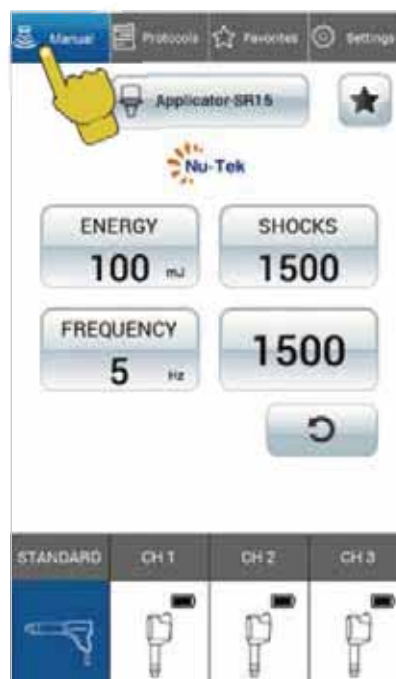 Manual Protocols Favorites Settings
Applicator-SR15
Nu-Tek
ENERGY SHOCKS
100 mJ 1500
FREQUENCY
5 Hz 1500
STANDARD CH 1 CH 2 CH 3